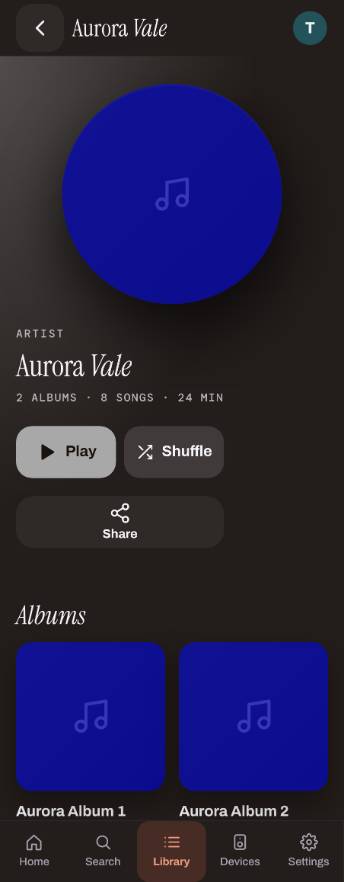 Aurora Vale
T
ARTIST
Aurora Vale
2 ALBUMS · 8 SONGS · 24 MIN
Play
Shuffle
Share
Albums
Aurora Album 1
Aurora Album 2
Home
Search
Library
Devices
Settings